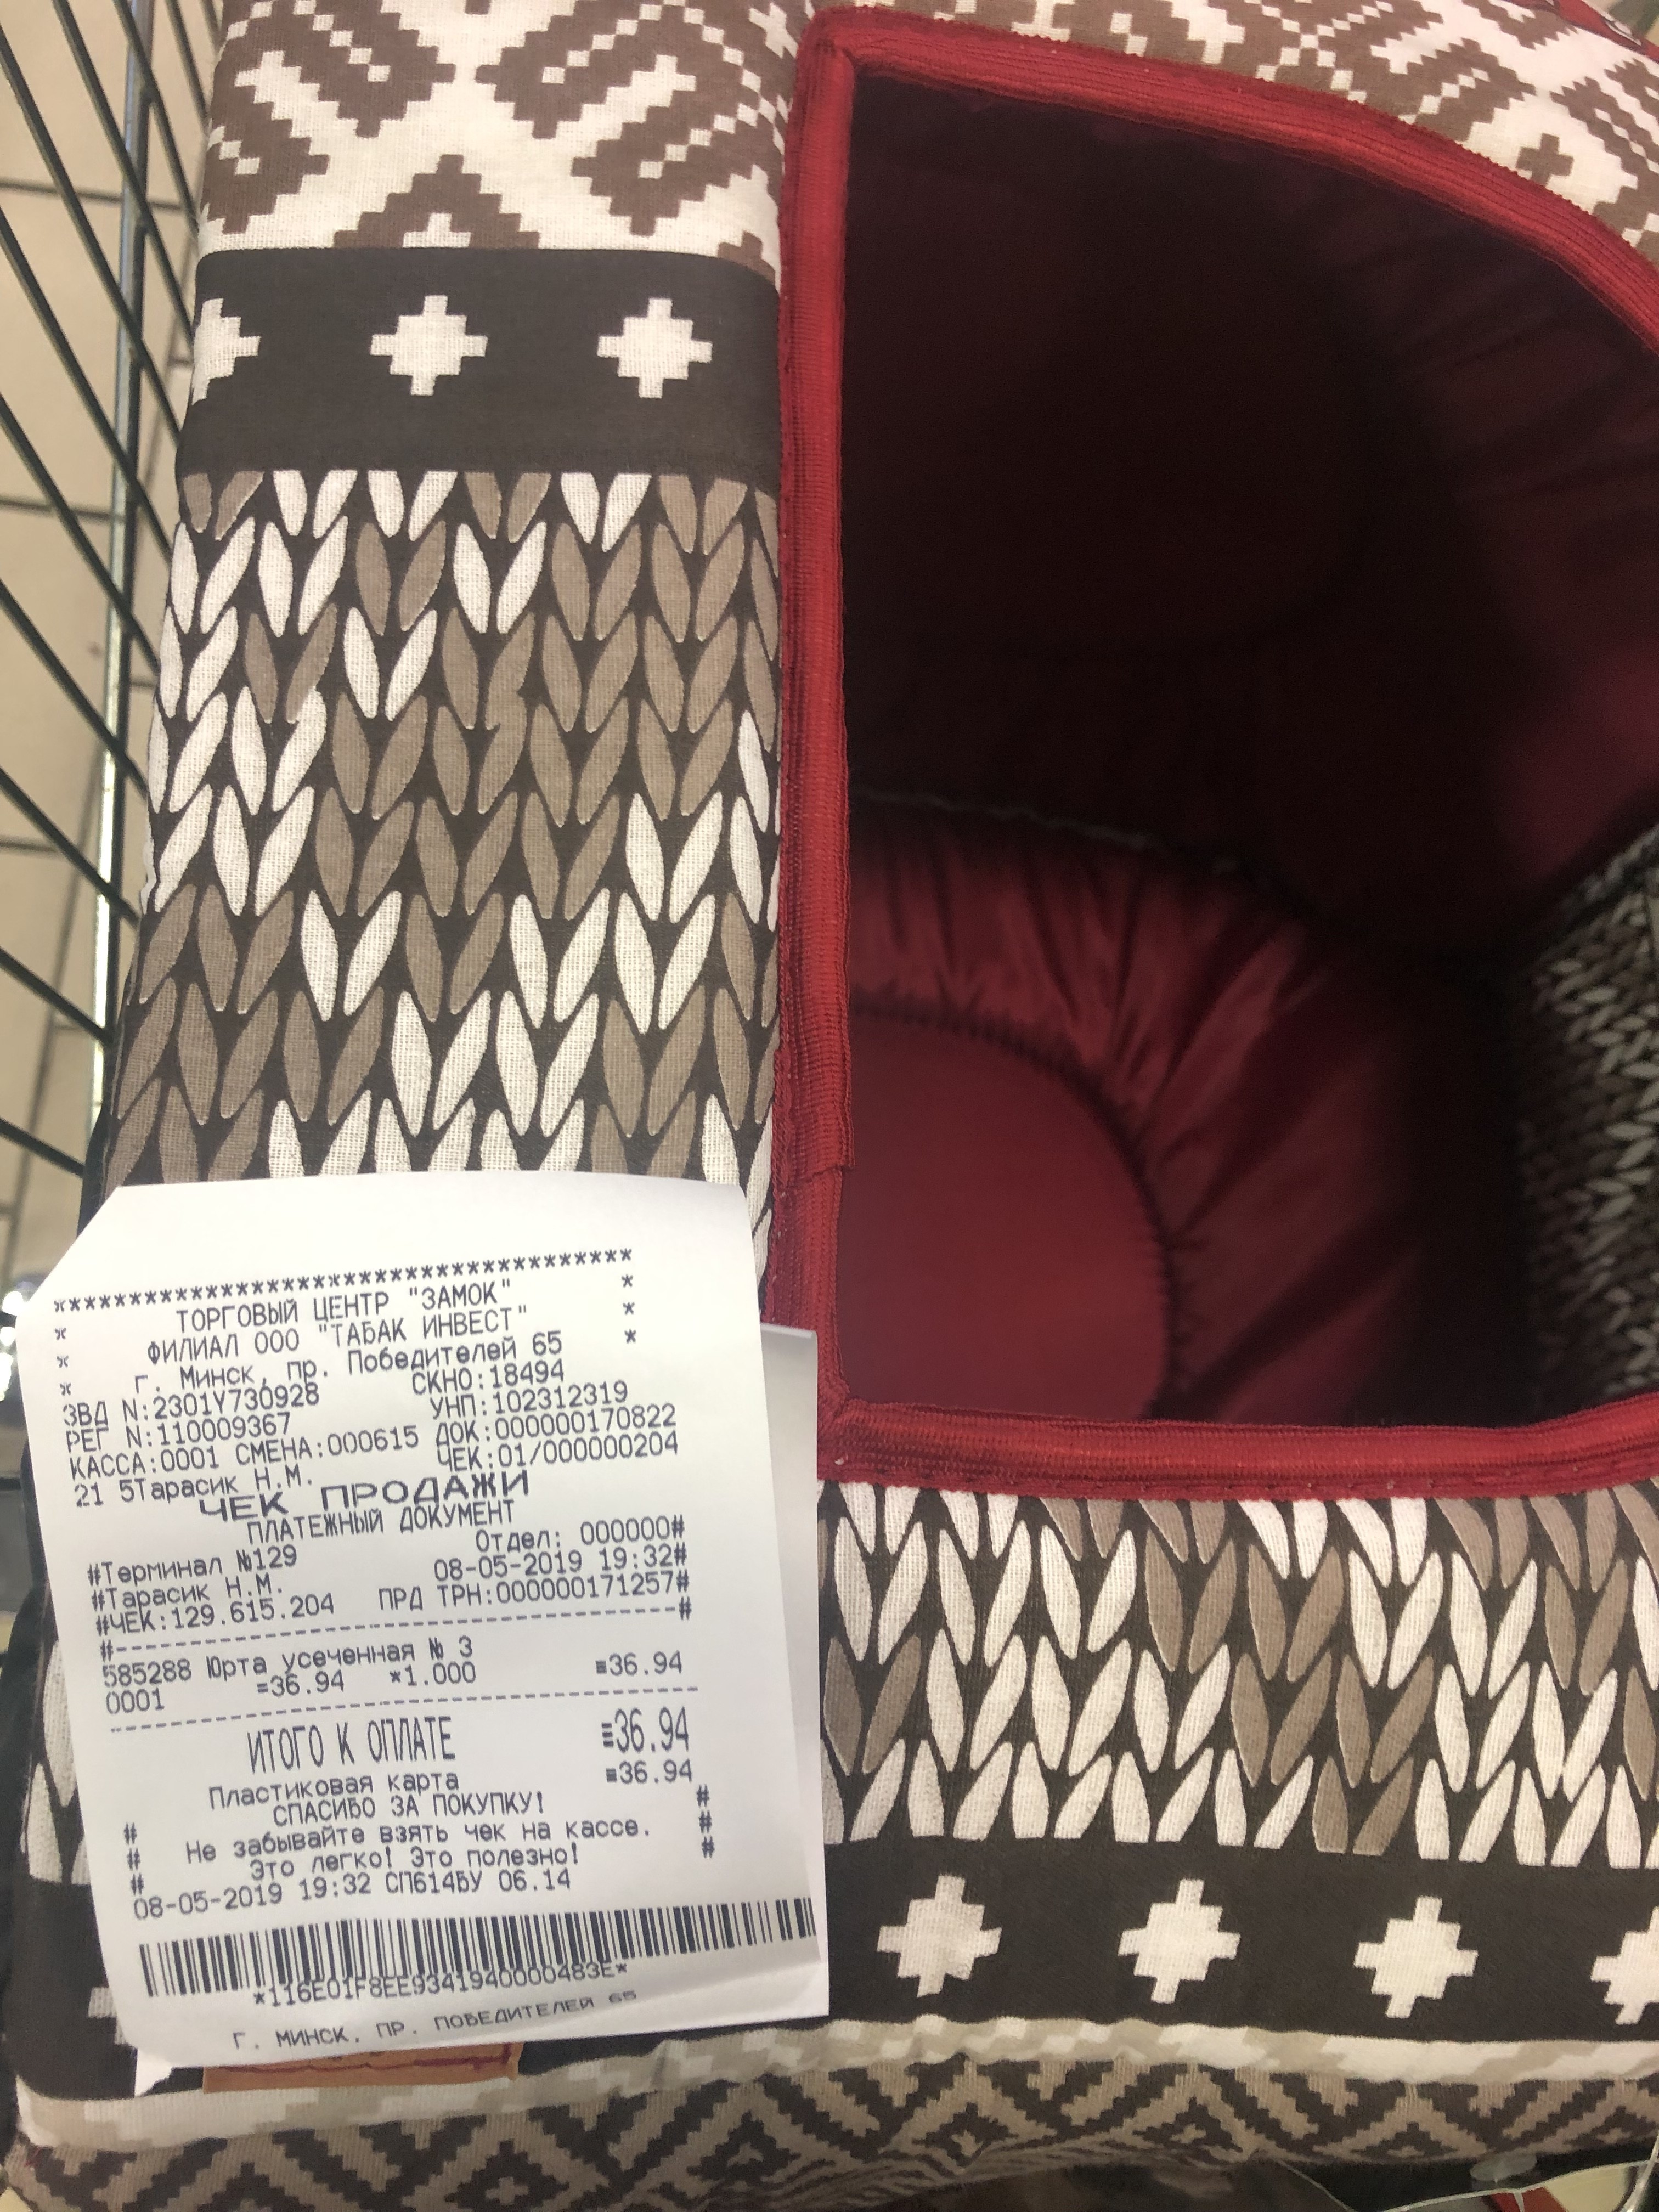 ***********************************
* ТОРГОВЫЙ ЦЕНТР "ЗАМОК" *
* ФИЛИАЛ ООО "ТАБАК ИНВЕСТ" *
* г. Минск, пр. Победителей 65 *
ЗВД N:2301Y730928 СКНО:18494
РЕГ N:110009367 УНП:102312319
КАССА:0001 СМЕНА:000615 ДОК:000000170822
21 5Тарасик Н.М. ЧЕК:01/000000204
ЧЕК ПРОДАЖИ
ПЛАТЕЖНЫЙ ДОКУМЕНТ
#Терминал №129 Отдел: 000000#
#Тарасик Н.М. 08-05-2019 19:32#
#ЧЕК:129.615.204 ПРД ТРН:000000171257#
#--------------------------------------#
585288 Юрта усеченная № 3
0001 =36.94 *1.000 ≡36.94
----------------------------------------
ИТОГО К ОПЛАТЕ ≡36.94
Пластиковая карта ≡36.94
# СПАСИБО ЗА ПОКУПКУ! #
# Не забывайте взять чек на кассе. #
# Это легко! Это полезно! #
08-05-2019 19:32 СП614БУ 06.14
*116E01F8EE9341940000483E*
Г. МИНСК, ПР. ПОБЕДИТЕЛЕЙ 65